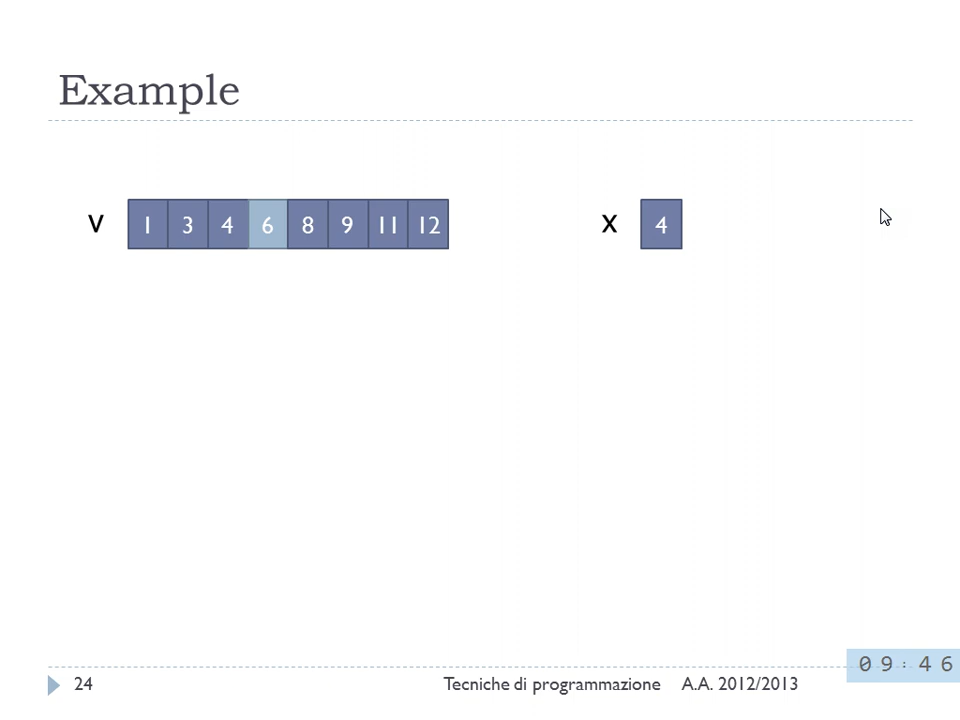 Example
v 1 3 4 6 8 9 11 12 x 4
24 Tecniche di programmazione A.A. 2012/2013
09:46